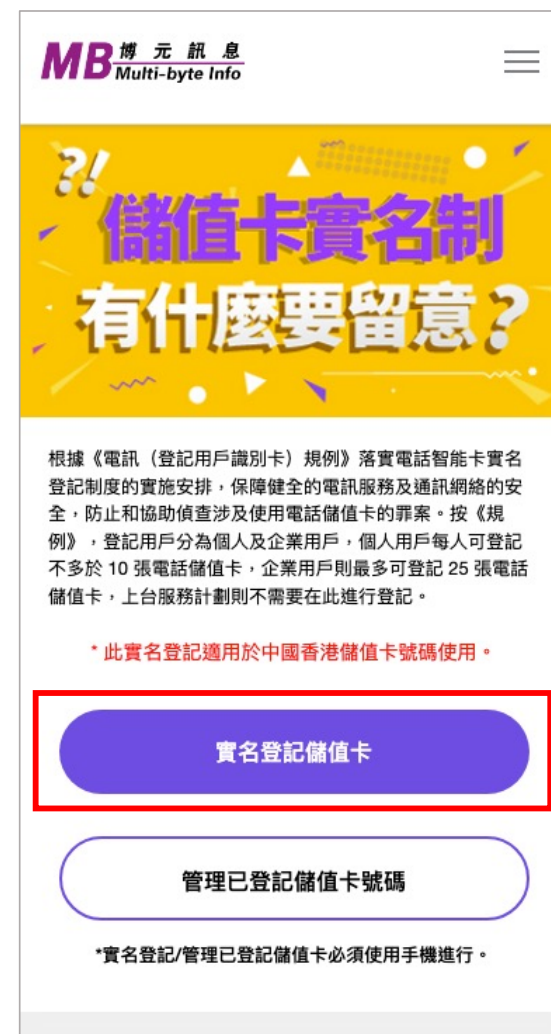 MB 博元訊息
Multi-byte Info
?!
儲值卡實名制
有什麼要留意?
根據《電訊（登記用戶識別卡）規例》落實電話智能卡實名
登記制度的實施安排，保障健全的電訊服務及通訊網絡的安
全，防止和協助偵查涉及使用電話儲值卡的罪案。按《規
例》，登記用戶分為個人及企業用戶，個人用戶每人可登記
不多於 10 張電話儲值卡，企業用戶則最多可登記 25 張電話
儲值卡，上台服務計劃則不需要在此進行登記。
* 此實名登記適用於中國香港儲值卡號碼使用。
實名登記儲值卡
管理已登記儲值卡號碼
*實名登記/管理已登記儲值卡必須使用手機進行。